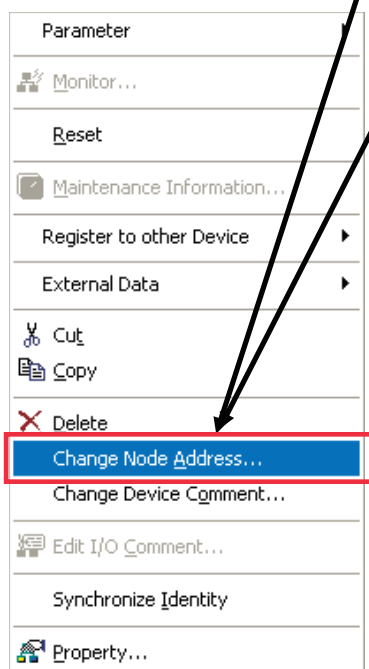 Parameter
Monitor...
Reset
Maintenance Information...
Register to other Device
External Data
Cut
Copy
Delete
Change Node Address...
Change Device Comment...
Edit I/O Comment...
Synchronize Identity
Property...